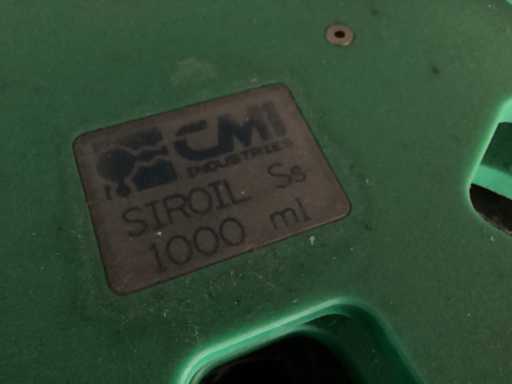 CMI
INDUSTRIES
SIROIL Ss
1000 ml